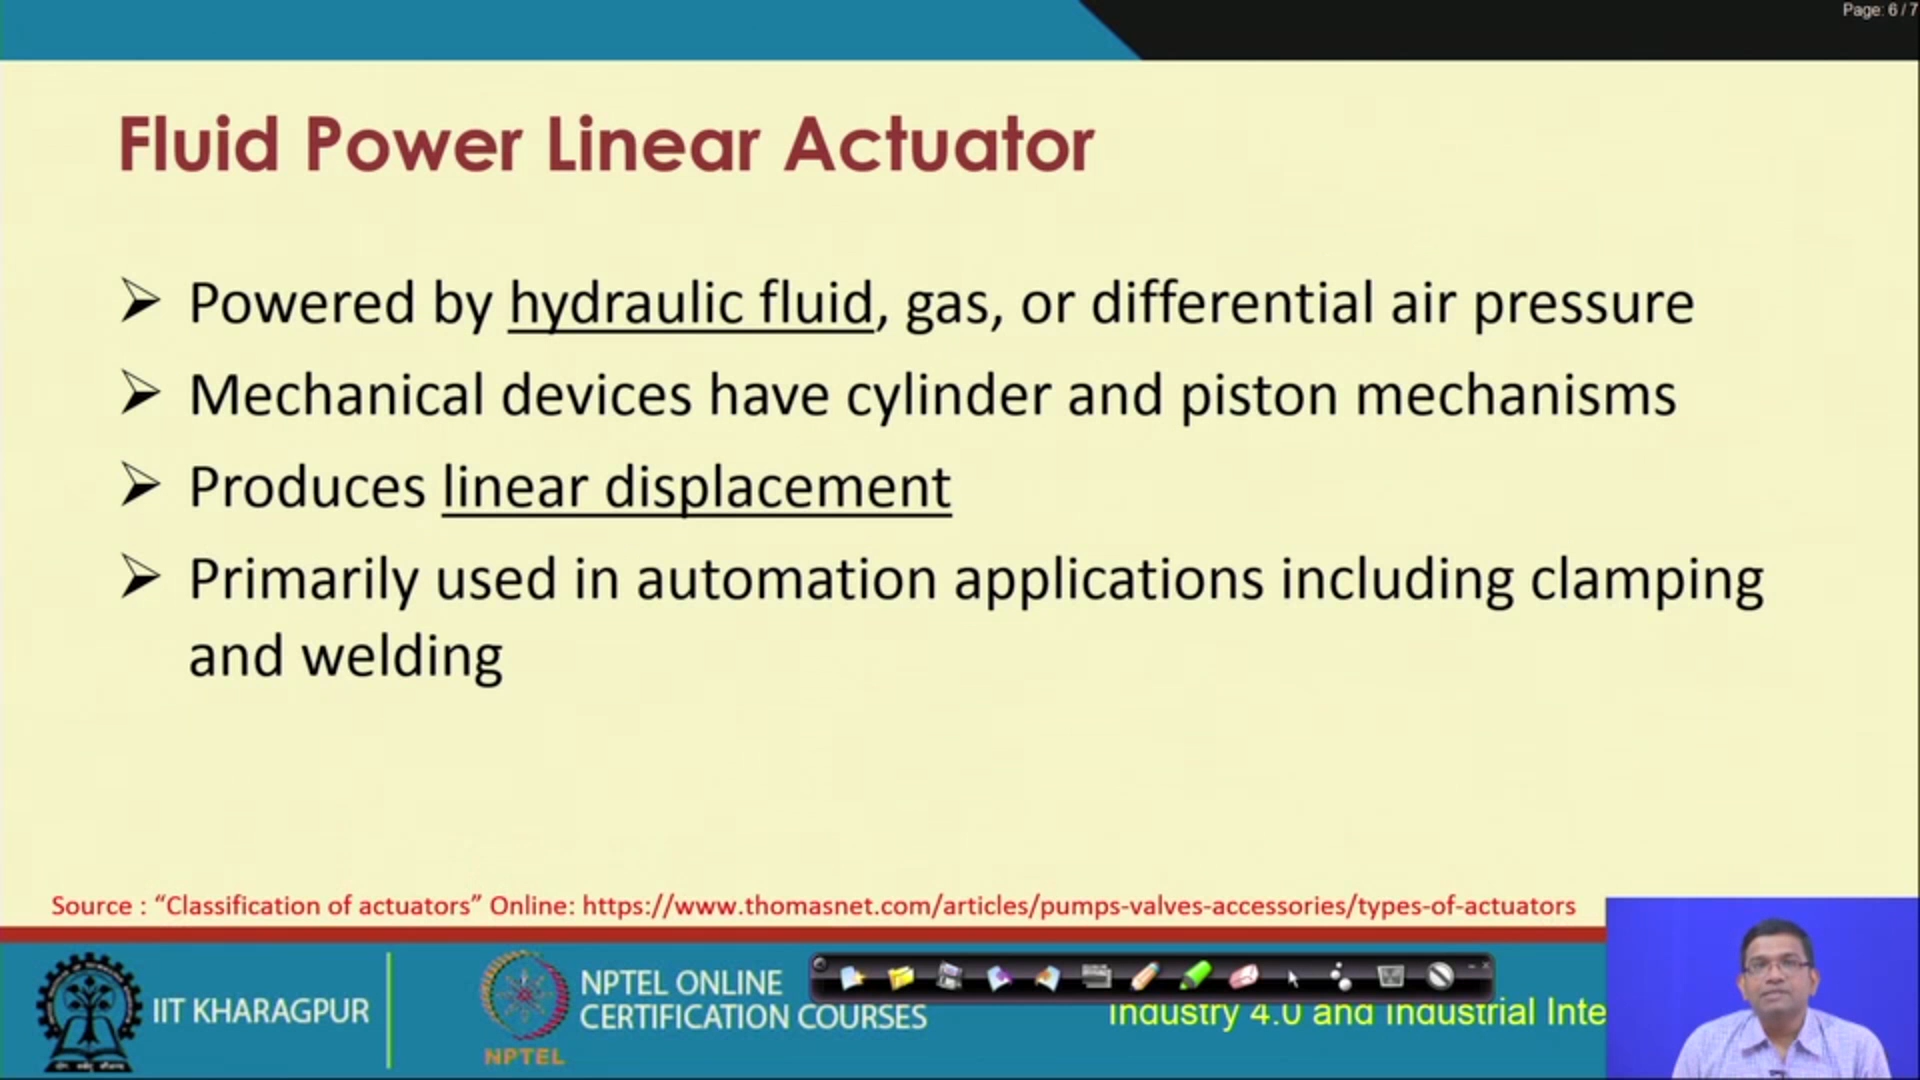 Page: 6 / 7
Fluid Power Linear Actuator
➢ Powered by hydraulic fluid, gas, or differential air pressure
➢ Mechanical devices have cylinder and piston mechanisms
➢ Produces linear displacement
➢ Primarily used in automation applications including clamping
and welding
Source : “Classification of actuators” Online: https://www.thomasnet.com/articles/pumps-valves-accessories/types-of-actuators
IIT KHARAGPUR
NPTEL
NPTEL ONLINE
CERTIFICATION COURSES
Industry 4.0 and Industrial Inte